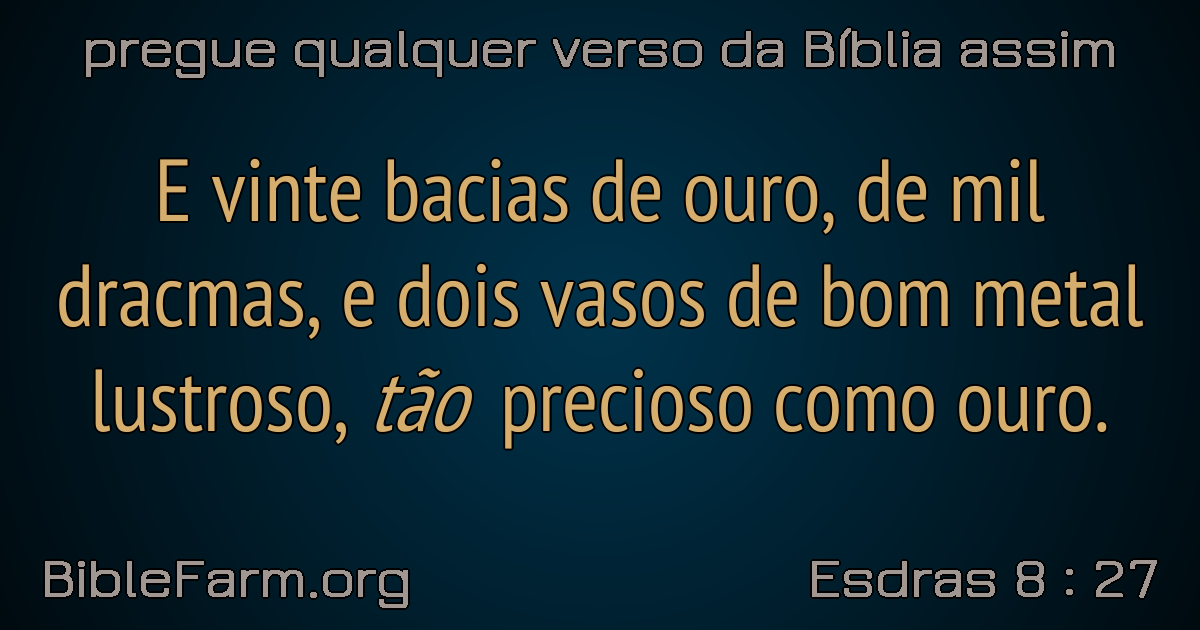 pregue qualquer verso da Bíblia assim
E vinte bacias de ouro, de mil
dracmas, e dois vasos de bom metal
lustroso, tão precioso como ouro.
BibleFarm.org
Esdras 8 : 27